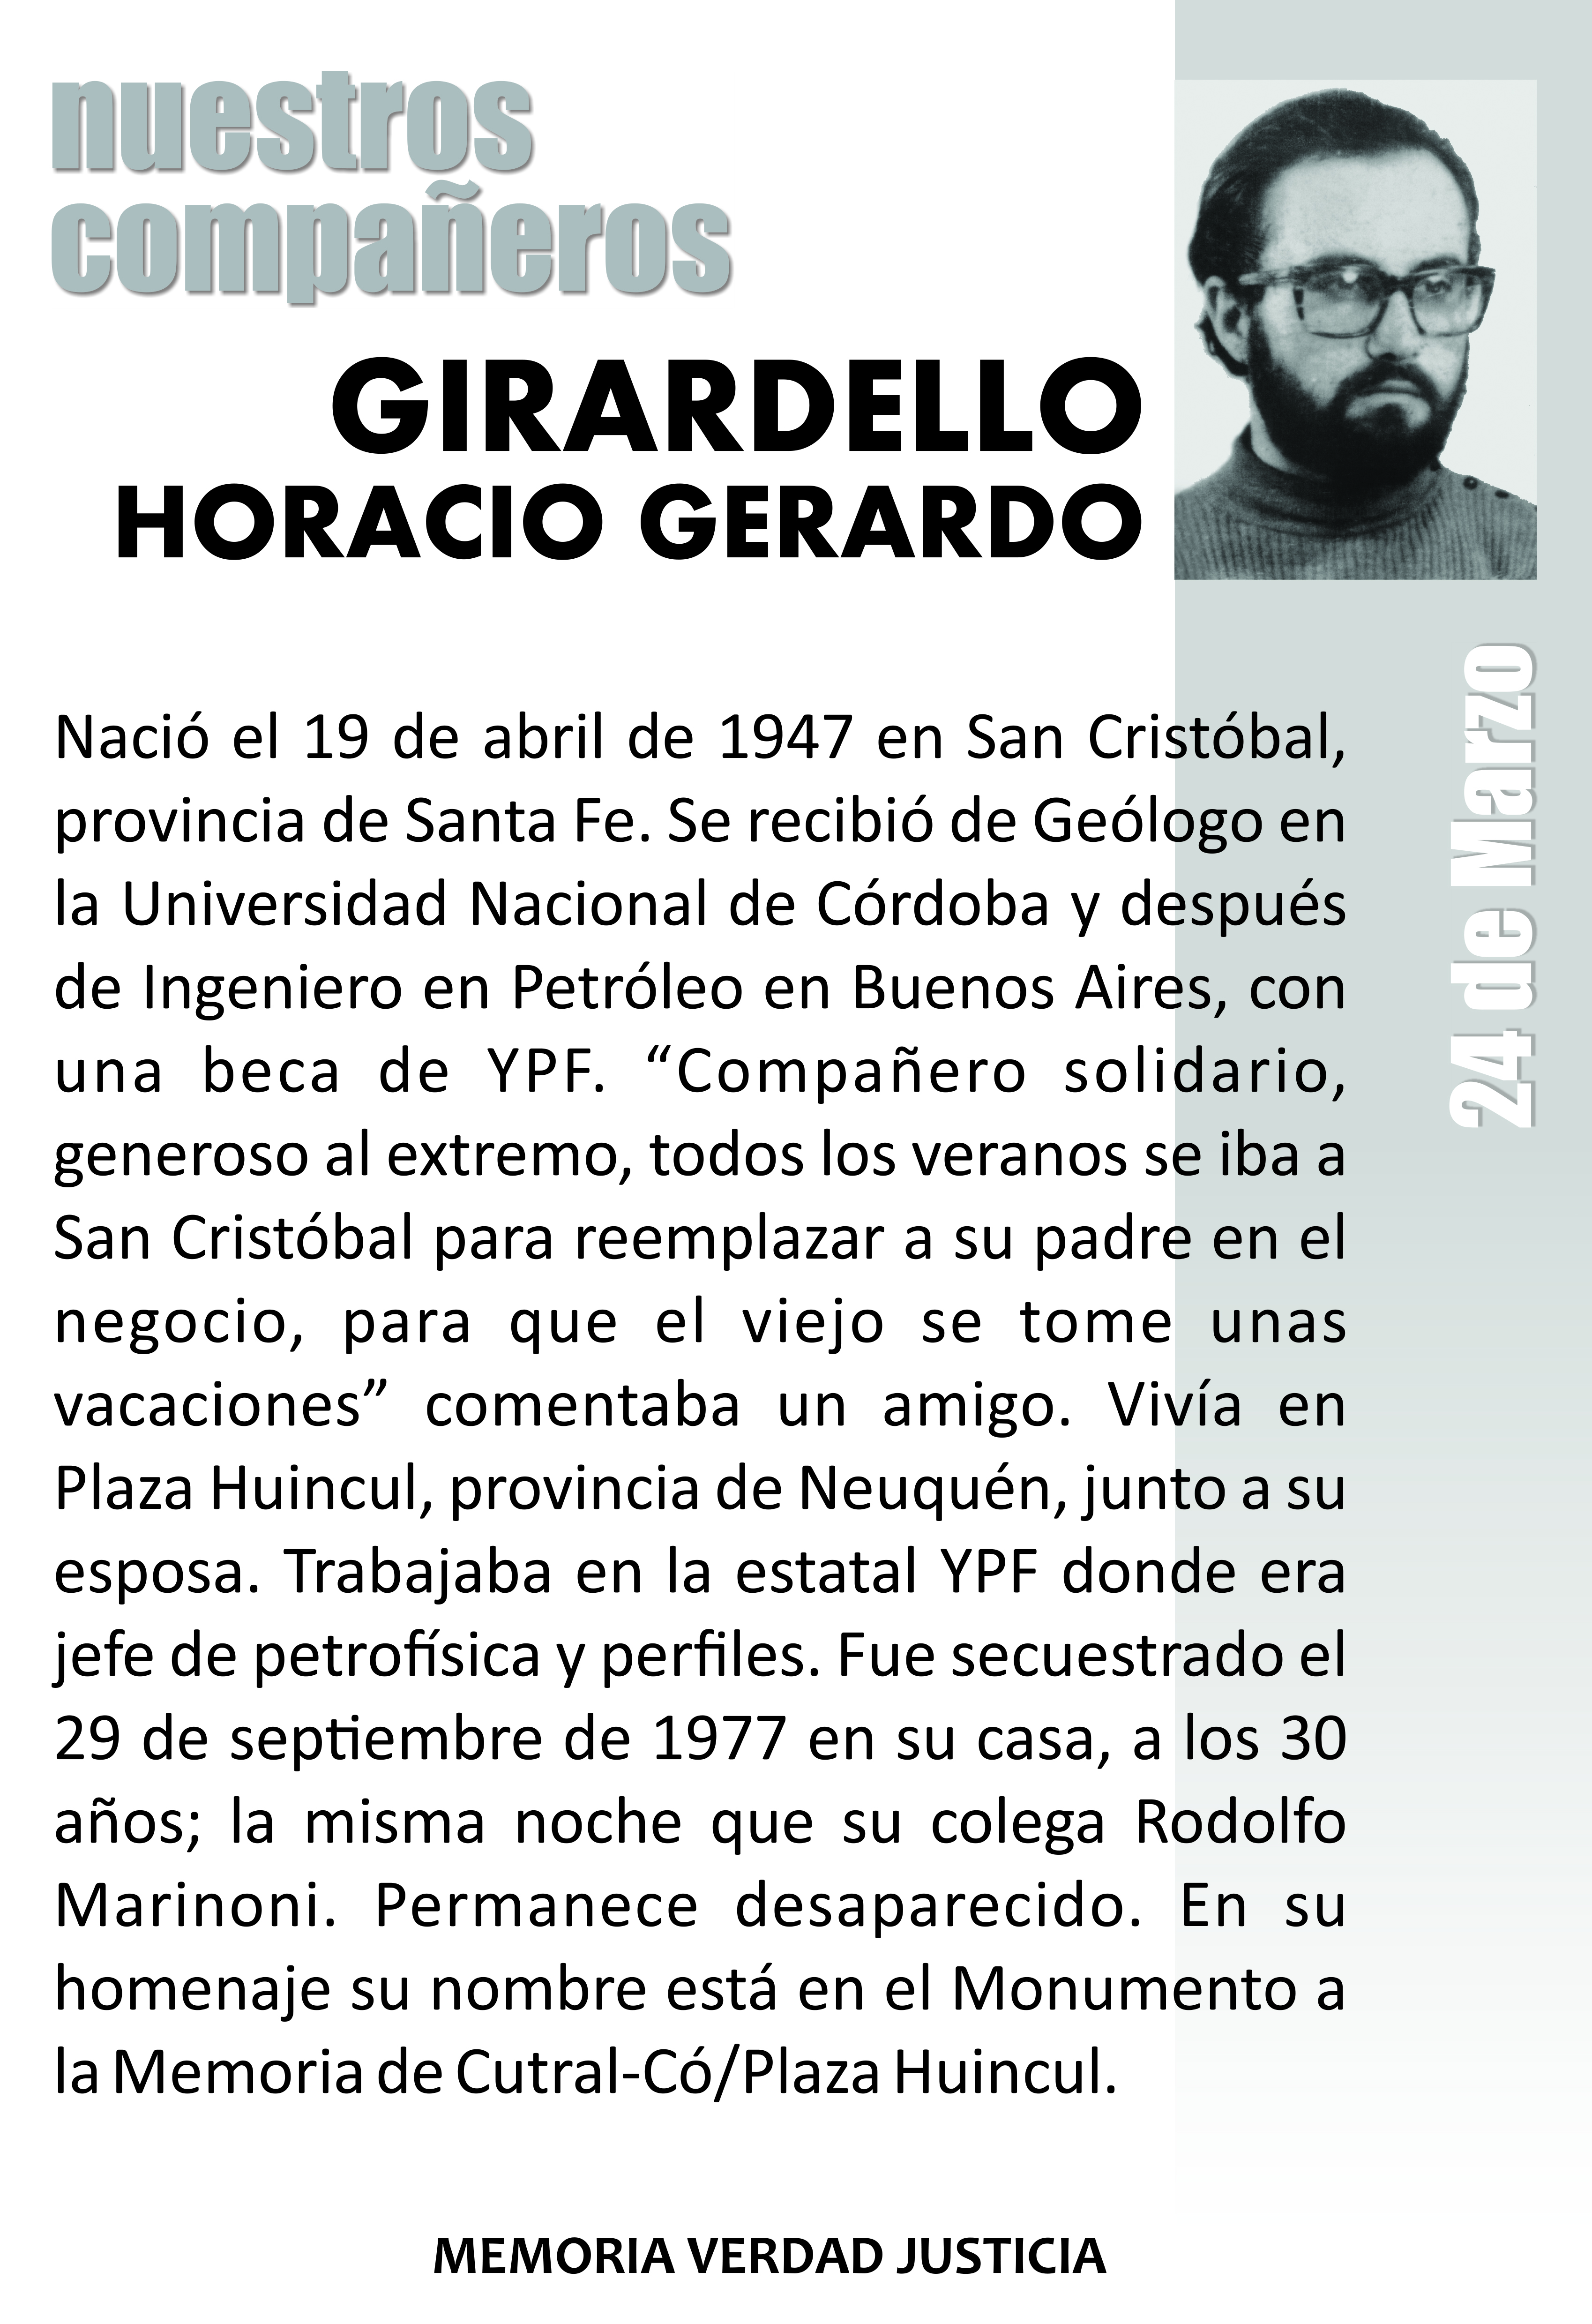 nuestros
compañeros
GIRARDELLO
HORACIO GERARDO
24 de Marzo
Nació el 19 de abril de 1947 en San Cristóbal,
provincia de Santa Fe. Se recibió de Geólogo en
la Universidad Nacional de Córdoba y después
de Ingeniero en Petróleo en Buenos Aires, con
una beca de YPF. “Compañero solidario,
generoso al extremo, todos los veranos se iba a
San Cristóbal para reemplazar a su padre en el
negocio, para que el viejo se tome unas
vacaciones” comentaba un amigo. Vivía en
Plaza Huincul, provincia de Neuquén, junto a su
esposa. Trabajaba en la estatal YPF donde era
jefe de petrofísica y perfiles. Fue secuestrado el
29 de septiembre de 1977 en su casa, a los 30
años; la misma noche que su colega Rodolfo
Marinoni. Permanece desaparecido. En su
homenaje su nombre está en el Monumento a
la Memoria de Cutral-Có/Plaza Huincul.
MEMORIA VERDAD JUSTICIA